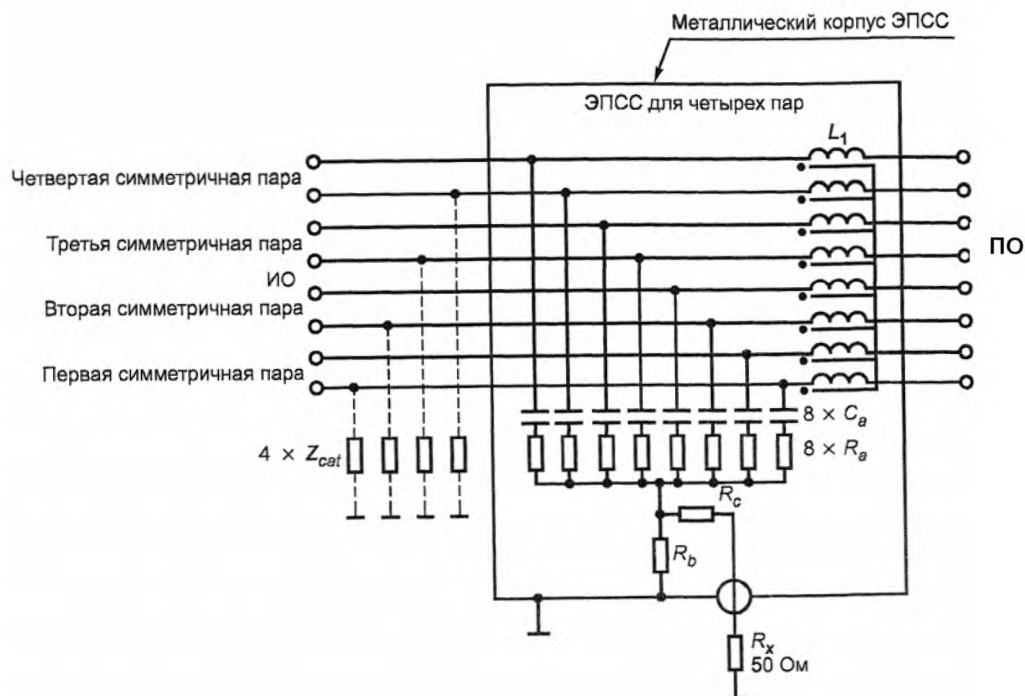 Металлический корпус ЭПСС
ЭПСС для четырех пар
L1
Четвертая симметричная пара
Третья симметричная пара
ИО
ПО
Вторая симметричная пара
Первая симметричная пара
8 × Ca
4 × Zcat
8 × Ra
Rc
Rb
Rx
50 Ом